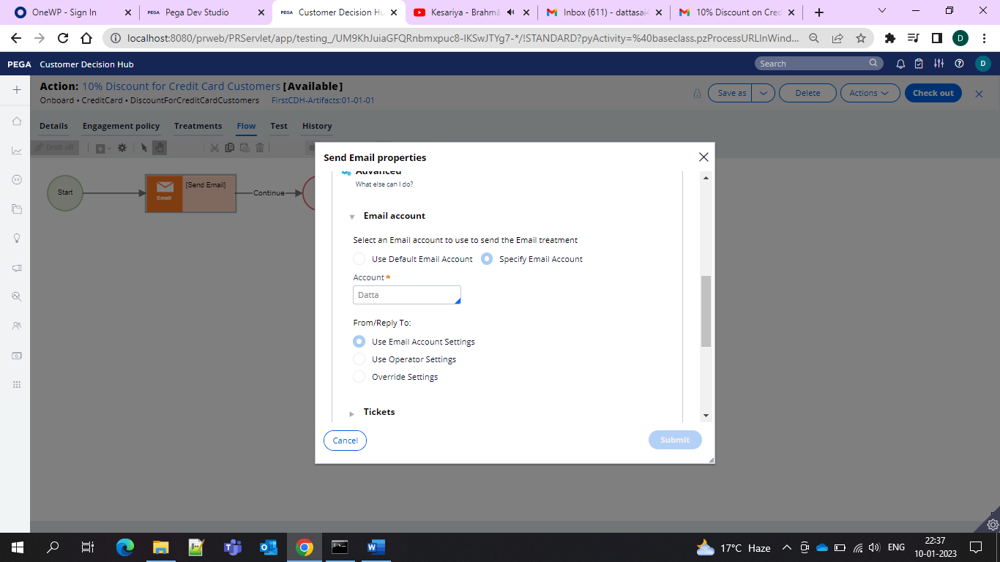 OneWP - Sign In
Pega Dev Studio
Customer Decision Hu
Kesariya - Brahmā
Inbox (611) - dattasai4
10% Discount on Cred
localhost:8080/prweb/PRServlet/app/testing_/UM9KhJuiaGFQRnbmxpuc8-IKSwJTYg7-*/!STANDARD?pyActivity=%40baseclass.pzProcessURLInWind...
D
PEGA Customer Decision Hub
Search
D
Action: 10% Discount for Credit Card Customers [Available]
Onboard • CreditCard • DiscountForCreditCardCustomers FirstCDH-Artifacts:01-01-01
Save as
Delete
Actions
Check out
Details Engagement policy Treatments Flow Test History
Draft off
Start
Email
[Send Email]
Continue
Send Email properties
Advanced
What else can I do?
Email account
Select an Email account to use to send the Email treatment
Use Default Email Account Specify Email Account
Account*
Datta
From/Reply To:
Use Email Account Settings
Use Operator Settings
Override Settings
Tickets
Cancel
Submit
17°C Haze
ENG
22:37
10-01-2023